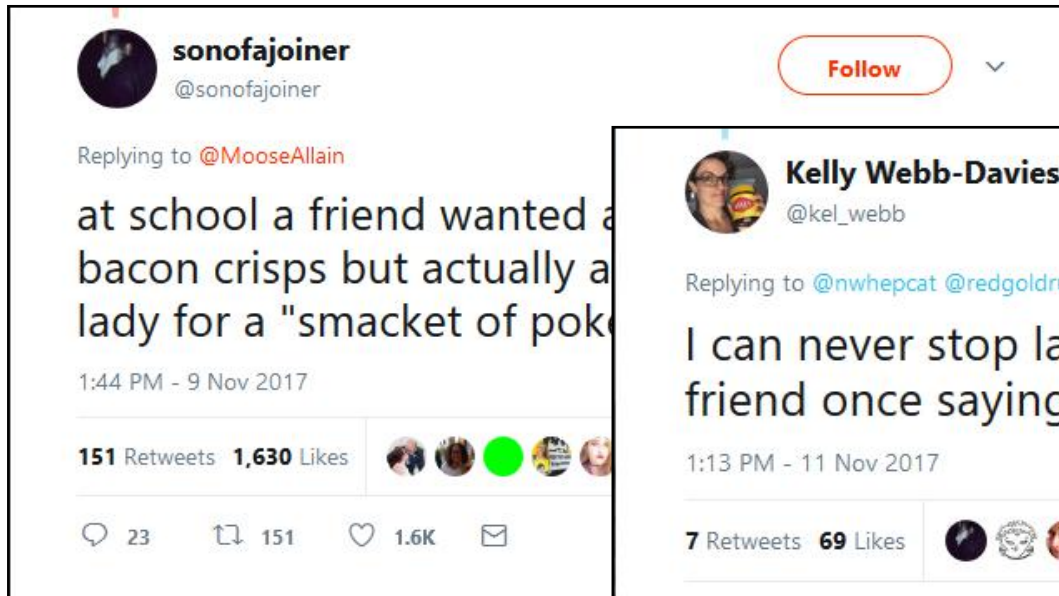 sonofajoiner
@sonofajoiner
Follow
Replying to @MooseAllain
at school a friend wanted
bacon crisps but actually
lady for a "smacket of
1:44 PM - 9 Nov 2017
151 Retweets 1,630 Likes
23 151 1.6K
Kelly Webb-Davies
@kel_webb
Replying to @nwhepcat
I can never stop
friend once saying
1:13 PM - 11 Nov 2017
7 Retweets 69 Likes